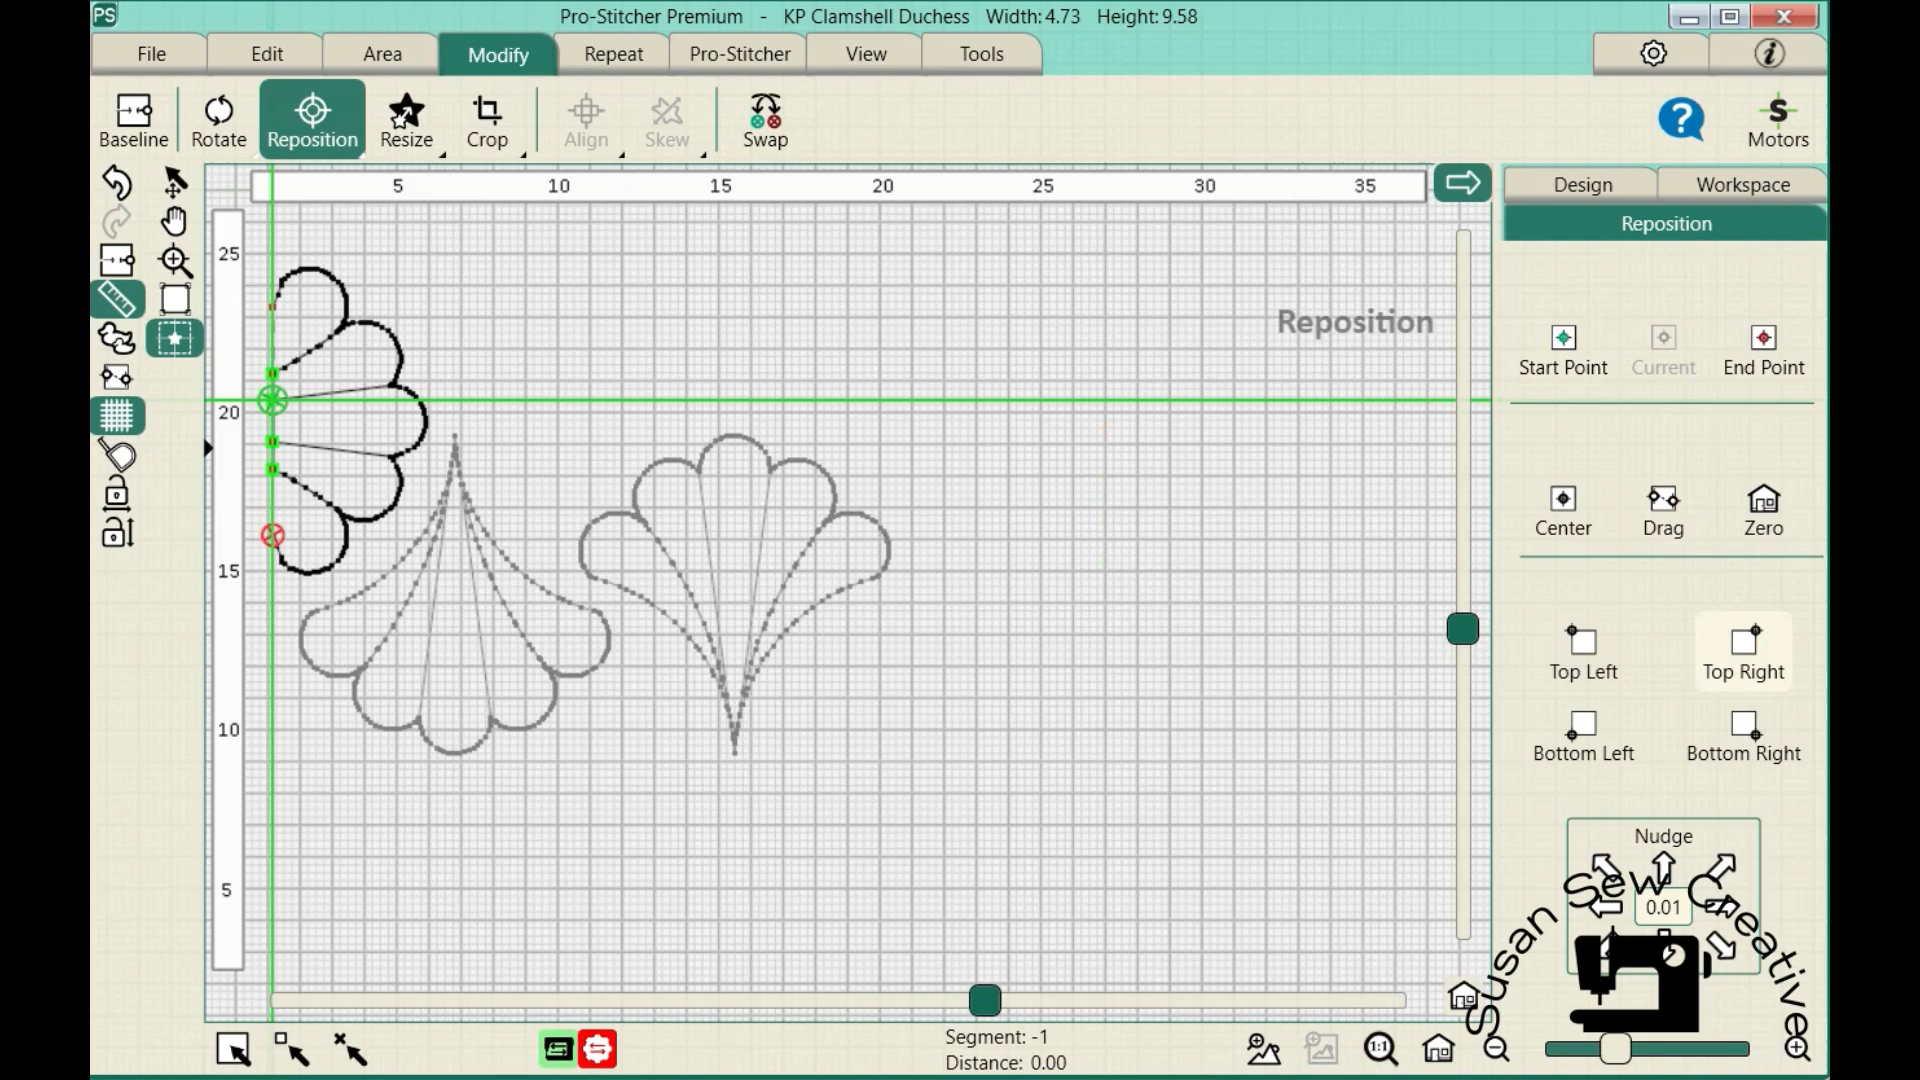 PS
Pro-Stitcher Premium - KP Clamshell Duchess Width: 4.73 Height: 9.58
File Edit Area Modify Repeat Pro-Stitcher View Tools
Baseline Rotate Reposition Resize Crop Align Skew Swap ? S Motors
5 10 15 20 25 30 35
Design Workspace
Reposition
25
20
15
10
5
Reposition
Start Point Current End Point
Center Drag Zero
Top Left Top Right
Bottom Left Bottom Right
Nudge
0.01
Susan Sew Creative
Segment: -1
Distance: 0.00
1:1